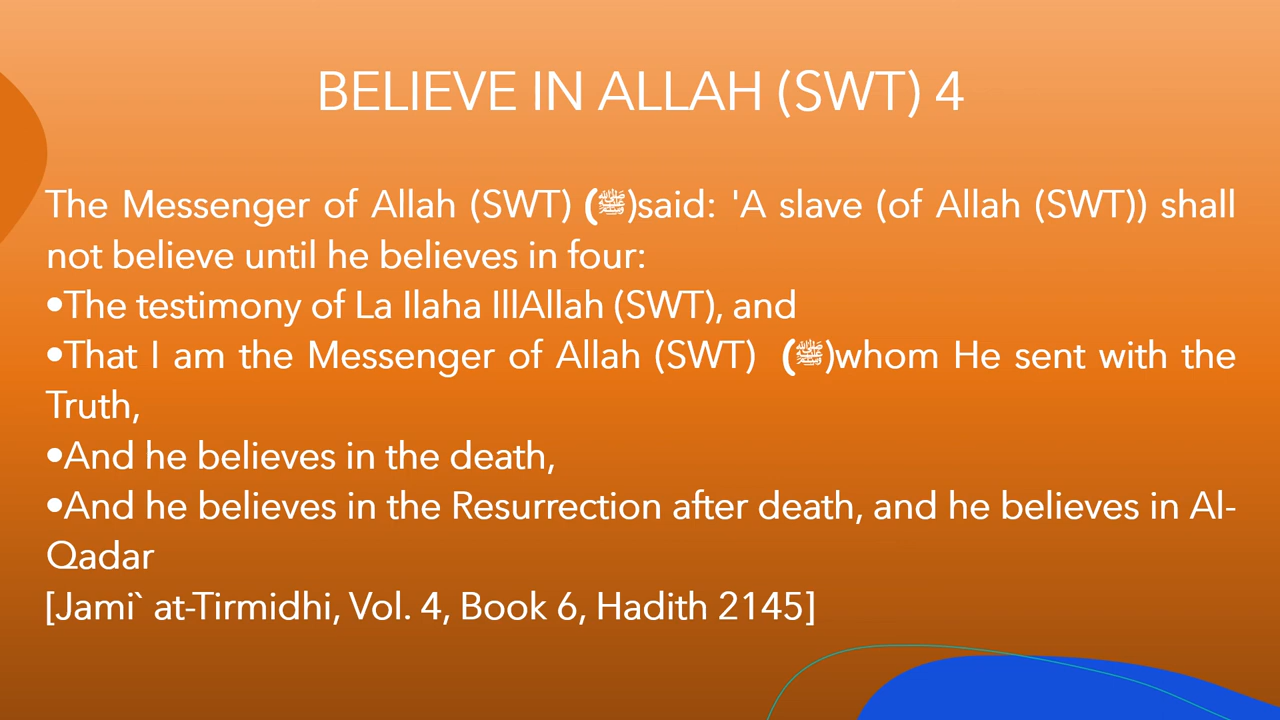 BELIEVE IN ALLAH (SWT) 4
The Messenger of Allah (SWT) (ﷺ)said: 'A slave (of Allah (SWT)) shall
not believe until he believes in four:
•The testimony of La Ilaha IllAllah (SWT), and
•That I am the Messenger of Allah (SWT) (ﷺ)whom He sent with the
Truth,
•And he believes in the death,
•And he believes in the Resurrection after death, and he believes in Al-
Qadar
[Jami` at-Tirmidhi, Vol. 4, Book 6, Hadith 2145]